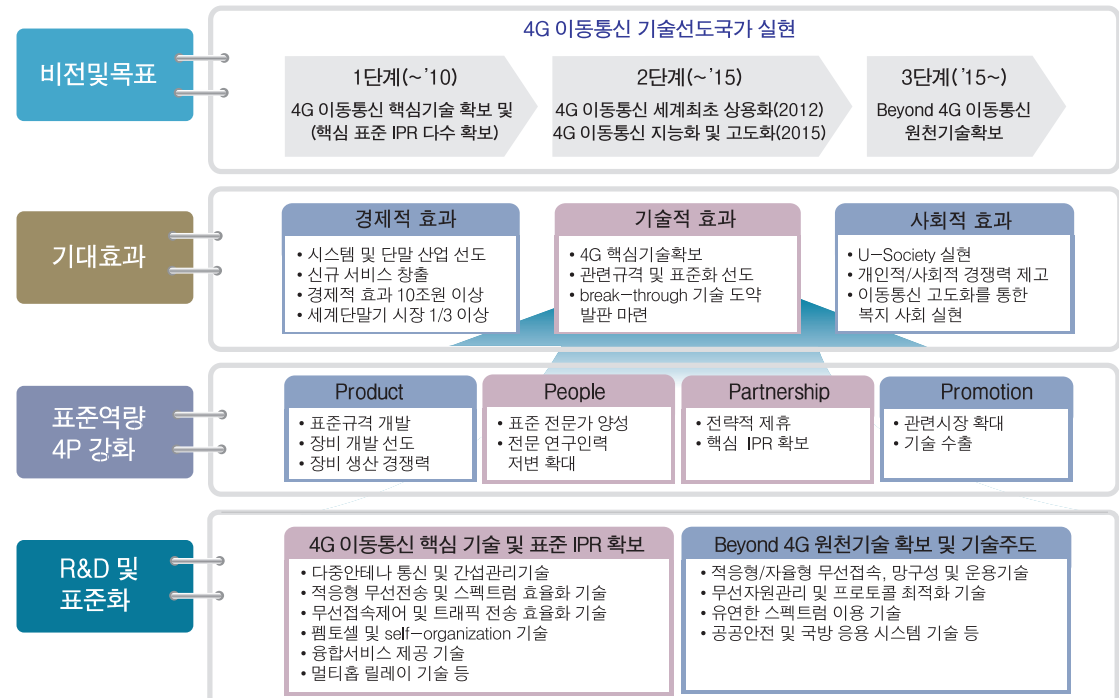 비전및목표
4G 이동통신 기술선도국가 실현
1단계(~'10)
4G 이동통신 핵심기술 확보 및
(핵심 표준 IPR 다수 확보)
2단계(~'15)
4G 이동통신 세계최초 상용화(2012)
4G 이동통신 지능화 및 고도화(2015)
3단계('15~)
Beyond 4G 이동통신
원천기술확보
기대효과
경제적 효과
• 시스템 및 단말 산업 선도
• 신규 서비스 창출
• 경제적 효과 10조원 이상
• 세계단말기 시장 1/3 이상
기술적 효과
• 4G 핵심기술확보
• 관련규격 및 표준화 선도
• break-through 기술 도약
발판 마련
사회적 효과
• U-Society 실현
• 개인적/사회적 경쟁력 제고
• 이동통신 고도화를 통한
복지 사회 실현
표준역량
4P 강화
Product
• 표준규격 개발
• 장비 개발 선도
• 장비 생산 경쟁력
People
• 표준 전문가 양성
• 전문 연구인력
저변 확대
Partnership
• 전략적 제휴
• 핵심 IPR 확보
Promotion
• 관련시장 확대
• 기술 수출
R&D 및
표준화
4G 이동통신 핵심 기술 및 표준 IPR 확보
• 다중안테나 통신 및 간섭관리기술
• 적응형 무선전송 및 스펙트럼 효율화 기술
• 무선접속제어 및 트래픽 전송 효율화 기술
• 펨토셀 및 self-organization 기술
• 융합서비스 제공 기술
• 멀티홉 릴레이 기술 등
Beyond 4G 원천기술 확보 및 기술주도
• 적응형/자율형 무선접속, 망구성 및 운용기술
• 무선자원관리 및 프로토콜 최적화 기술
• 유연한 스펙트럼 이용 기술
• 공공안전 및 국방 응용 시스템 기술 등